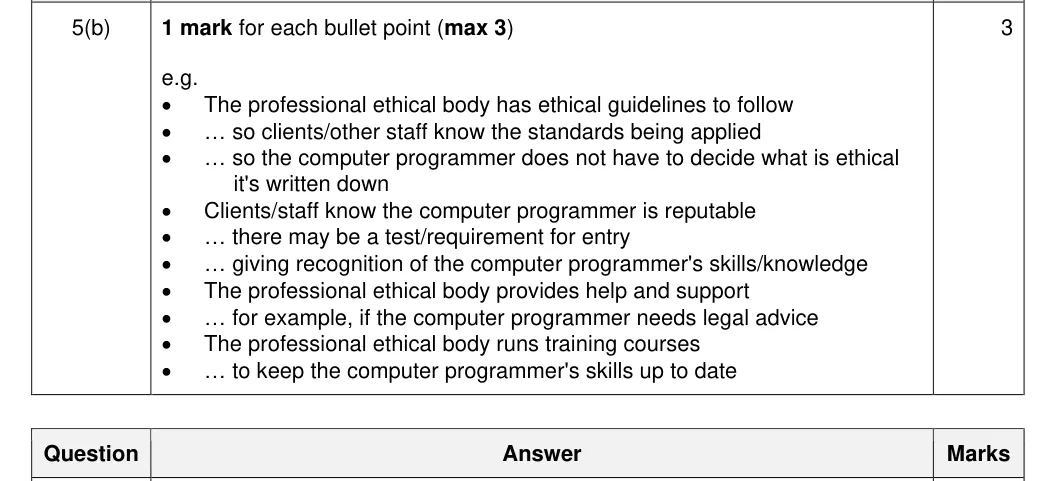 5(b) 1 mark for each bullet point (max 3) 3
e.g.
• The professional ethical body has ethical guidelines to follow
• … so clients/other staff know the standards being applied
• … so the computer programmer does not have to decide what is ethical
it's written down
• Clients/staff know the computer programmer is reputable
• … there may be a test/requirement for entry
• … giving recognition of the computer programmer's skills/knowledge
• The professional ethical body provides help and support
• … for example, if the computer programmer needs legal advice
• The professional ethical body runs training courses
• … to keep the computer programmer's skills up to date
Question Answer Marks